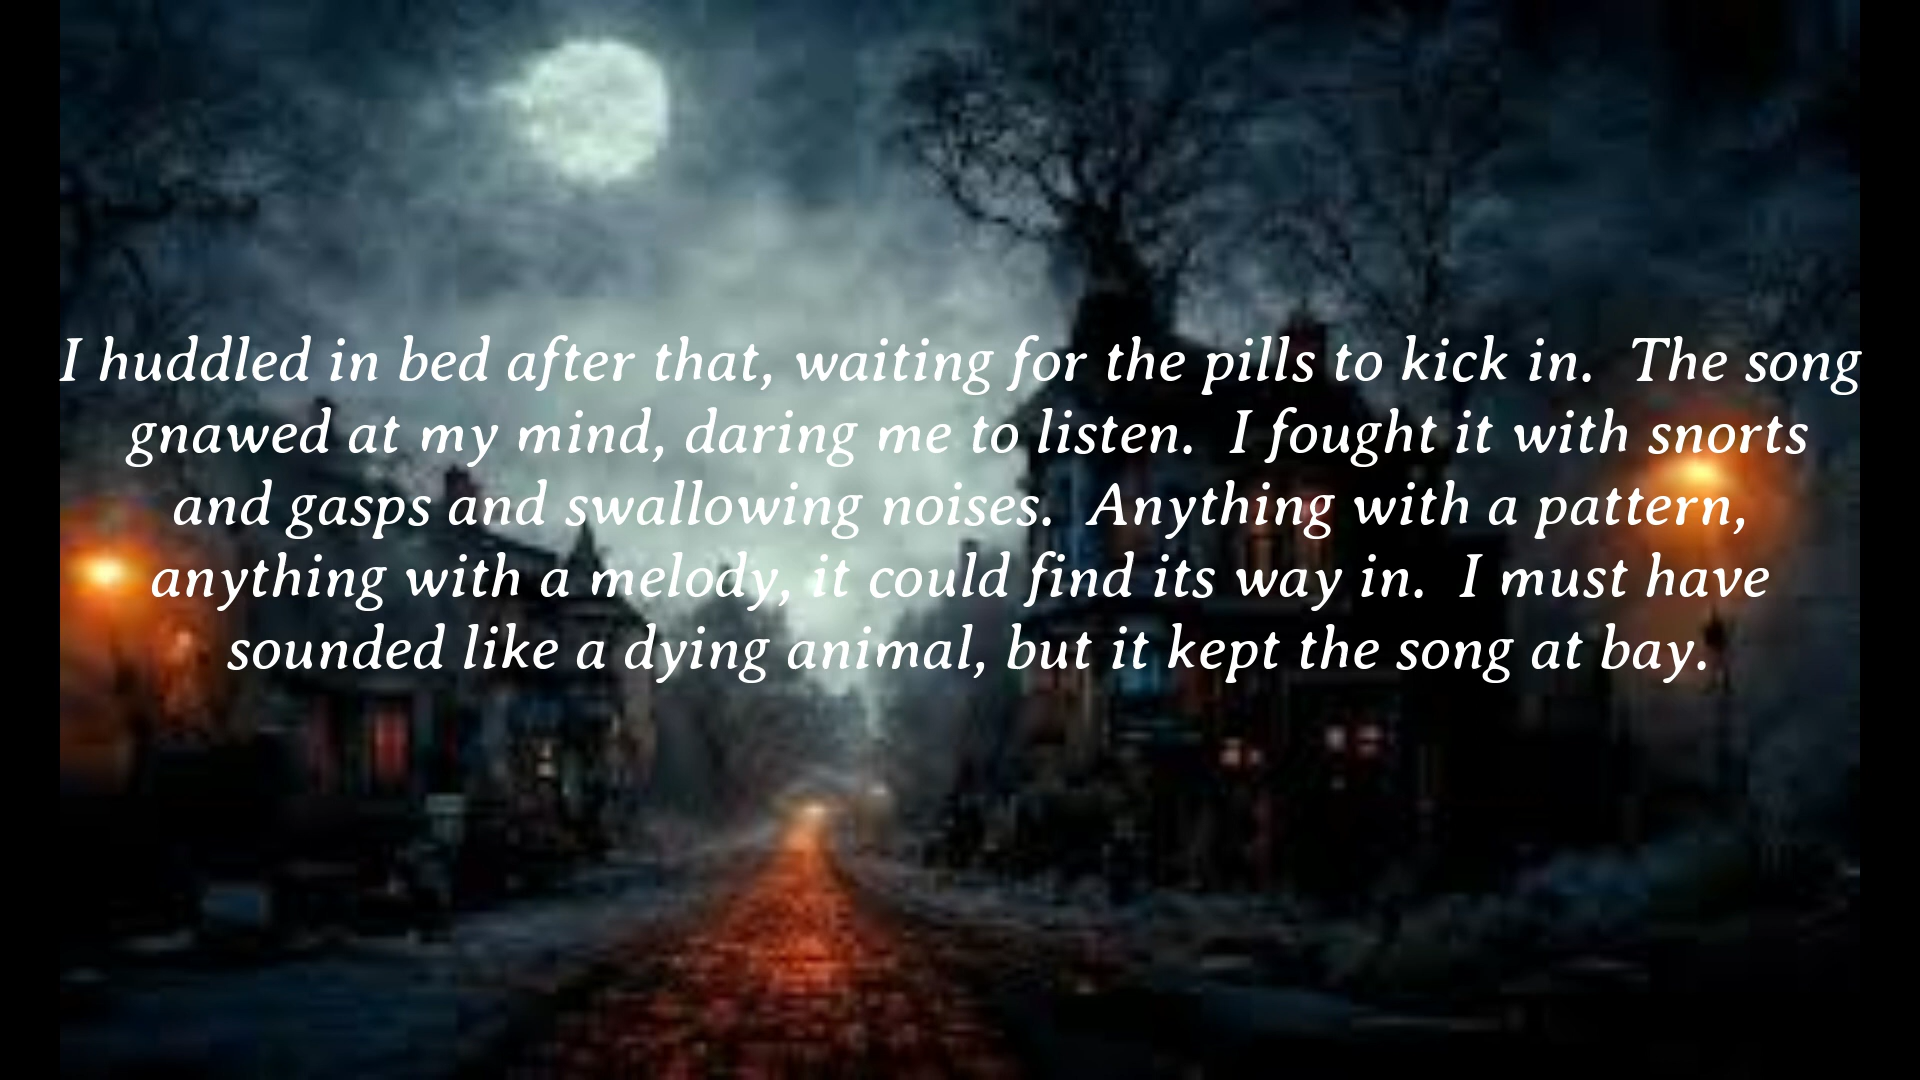 I huddled in bed after that, waiting for the pills to kick in.  The song
gnawed at my mind, daring me to listen.  I fought it with snorts
and gasps and swallowing noises.  Anything with a pattern,
anything with a melody, it could find its way in.  I must have
sounded like a dying animal, but it kept the song at bay.